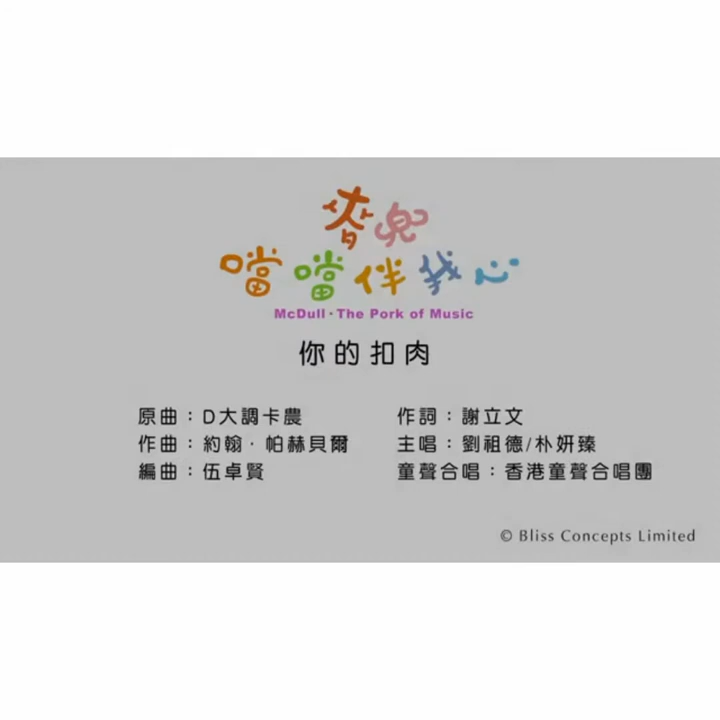 麥兜
噹噹伴我心
McDull·The Pork of Music
你的扣肉
原曲：D大調卡農
作曲：約翰·帕赫貝爾
編曲：伍卓賢
作詞：謝立文
主唱：劉祖德/朴妍臻
童聲合唱：香港童聲合唱團
© Bliss Concepts Limited